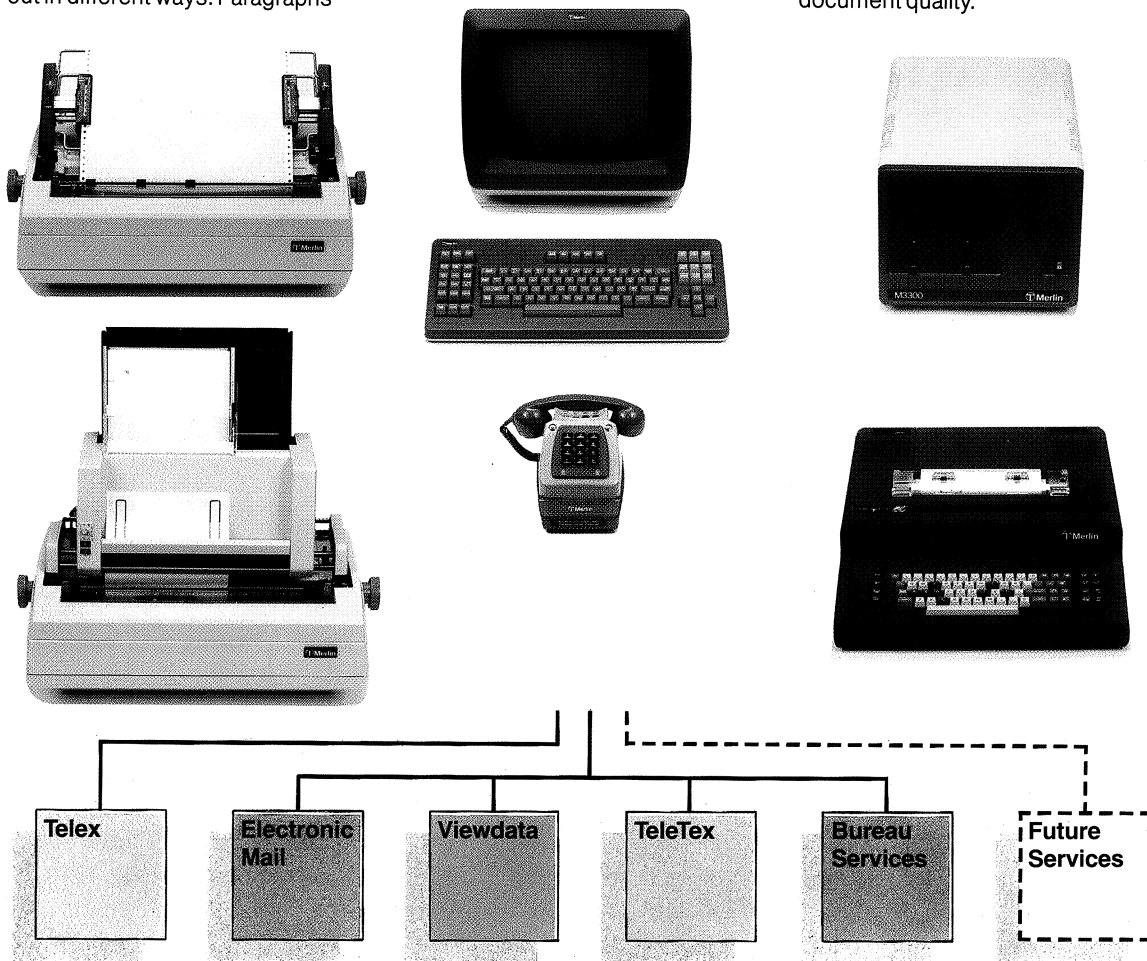 out in different ways. Paragraphs
document quality.
Merlin
Merlin
M3300
Merlin
Merlin
Merlin
Merlin
Telex
Electronic
Mail
Viewdata
TeleTex
Bureau
Services
Future
Services